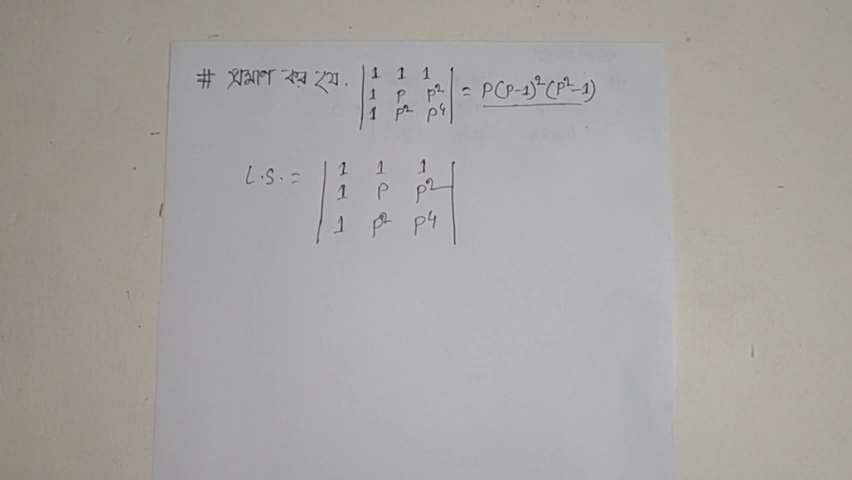 # প্রমাণ কর যে. | 1 1 1 | = P(P-1)²(P²-1)
| 1 P P² |
| 1 P² P⁴ |
L.S. = | 1 1 1 |
| 1 P P² |
| 1 P² P⁴ |